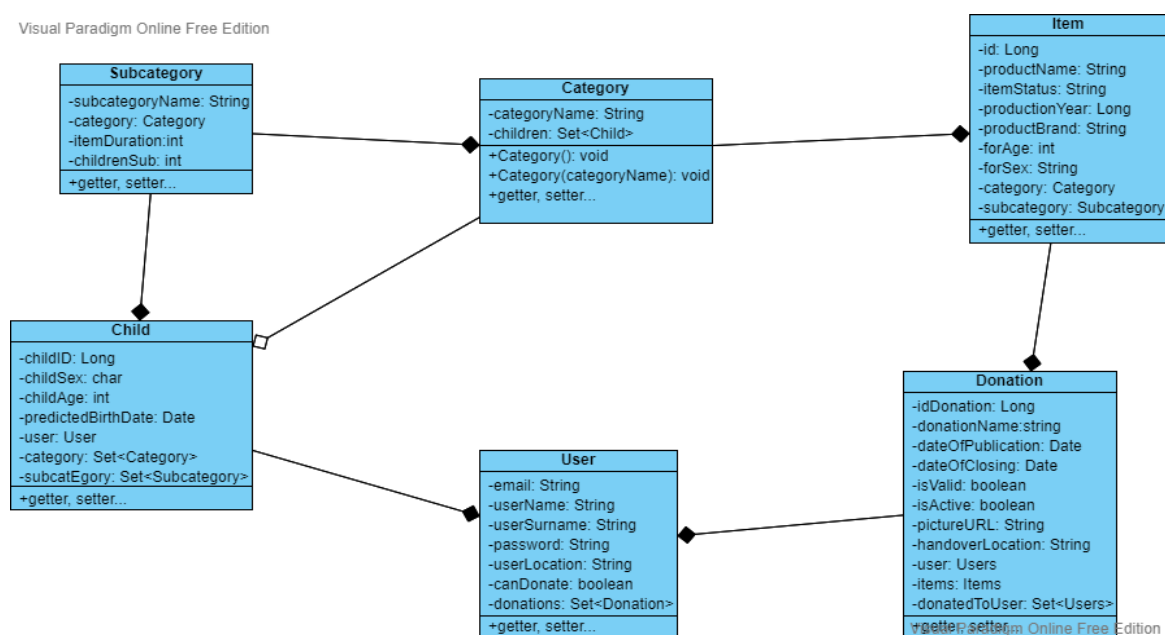 Visual Paradigm Online Free Edition
Subcategory
-subcategoryName: String
-category: Category
-itemDuration:int
-childrenSub: int
+getter, setter...
Category
-categoryName: String
-children: Set<Child>
+Category(): void
+Category(categoryName): void
+getter, setter...
Item
-id: Long
-productName: String
-itemStatus: String
-productionYear: Long
-productBrand: String
-forAge: int
-forSex: String
-category: Category
-subcategory: Subcategory
+getter, setter...
Child
-childID: Long
-childSex: char
-childAge: int
-predictedBirthDate: Date
-user: User
-category: Set<Category>
-subcatEgory: Set<Subcategory>
+getter, setter...
User
-email: String
-userName: String
-userSurname: String
-password: String
-userLocation: String
-canDonate: boolean
-donations: Set<Donation>
+getter, setter...
Donation
-idDonation: Long
-donationName:string
-dateOfPublication: Date
-dateOfClosing: Date
-isValid: boolean
-isActive: boolean
-pictureURL: String
-handoverLocation: String
-user: Users
-items: Items
-donatedToUser: Set<Users>
+getter, setter...
Visual Paradigm Online Free Edition